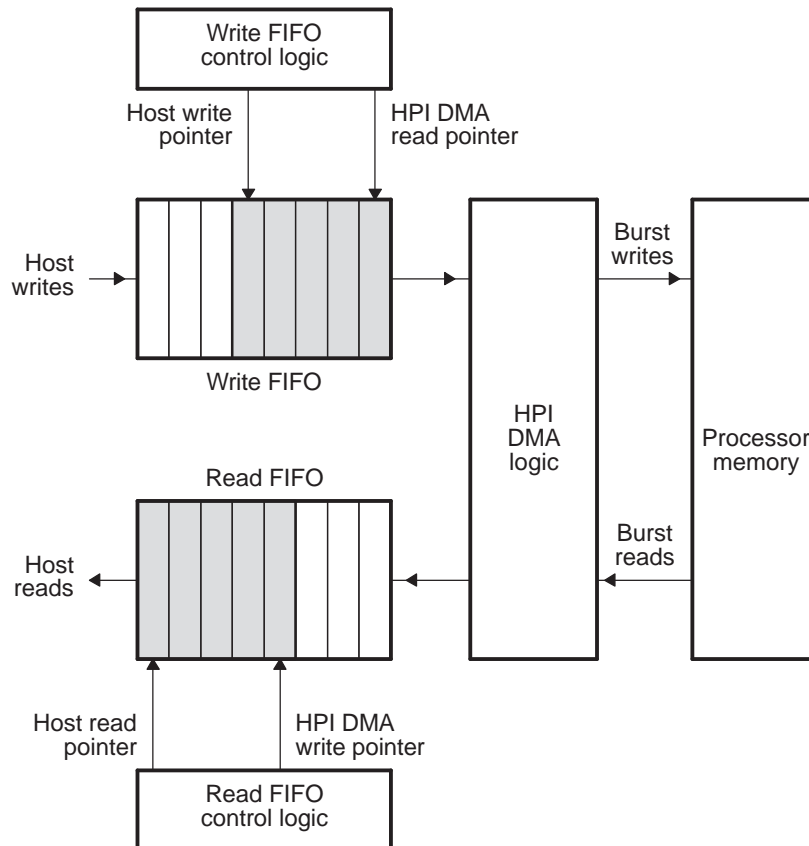 Write FIFO
control logic
Host write
pointer
HPI DMA
read pointer
Host
writes
Burst
writes
Write FIFO
HPI
DMA
logic
Processor
memory
Read FIFO
Host
reads
Burst
reads
Host read
pointer
HPI DMA
write pointer
Read FIFO
control logic